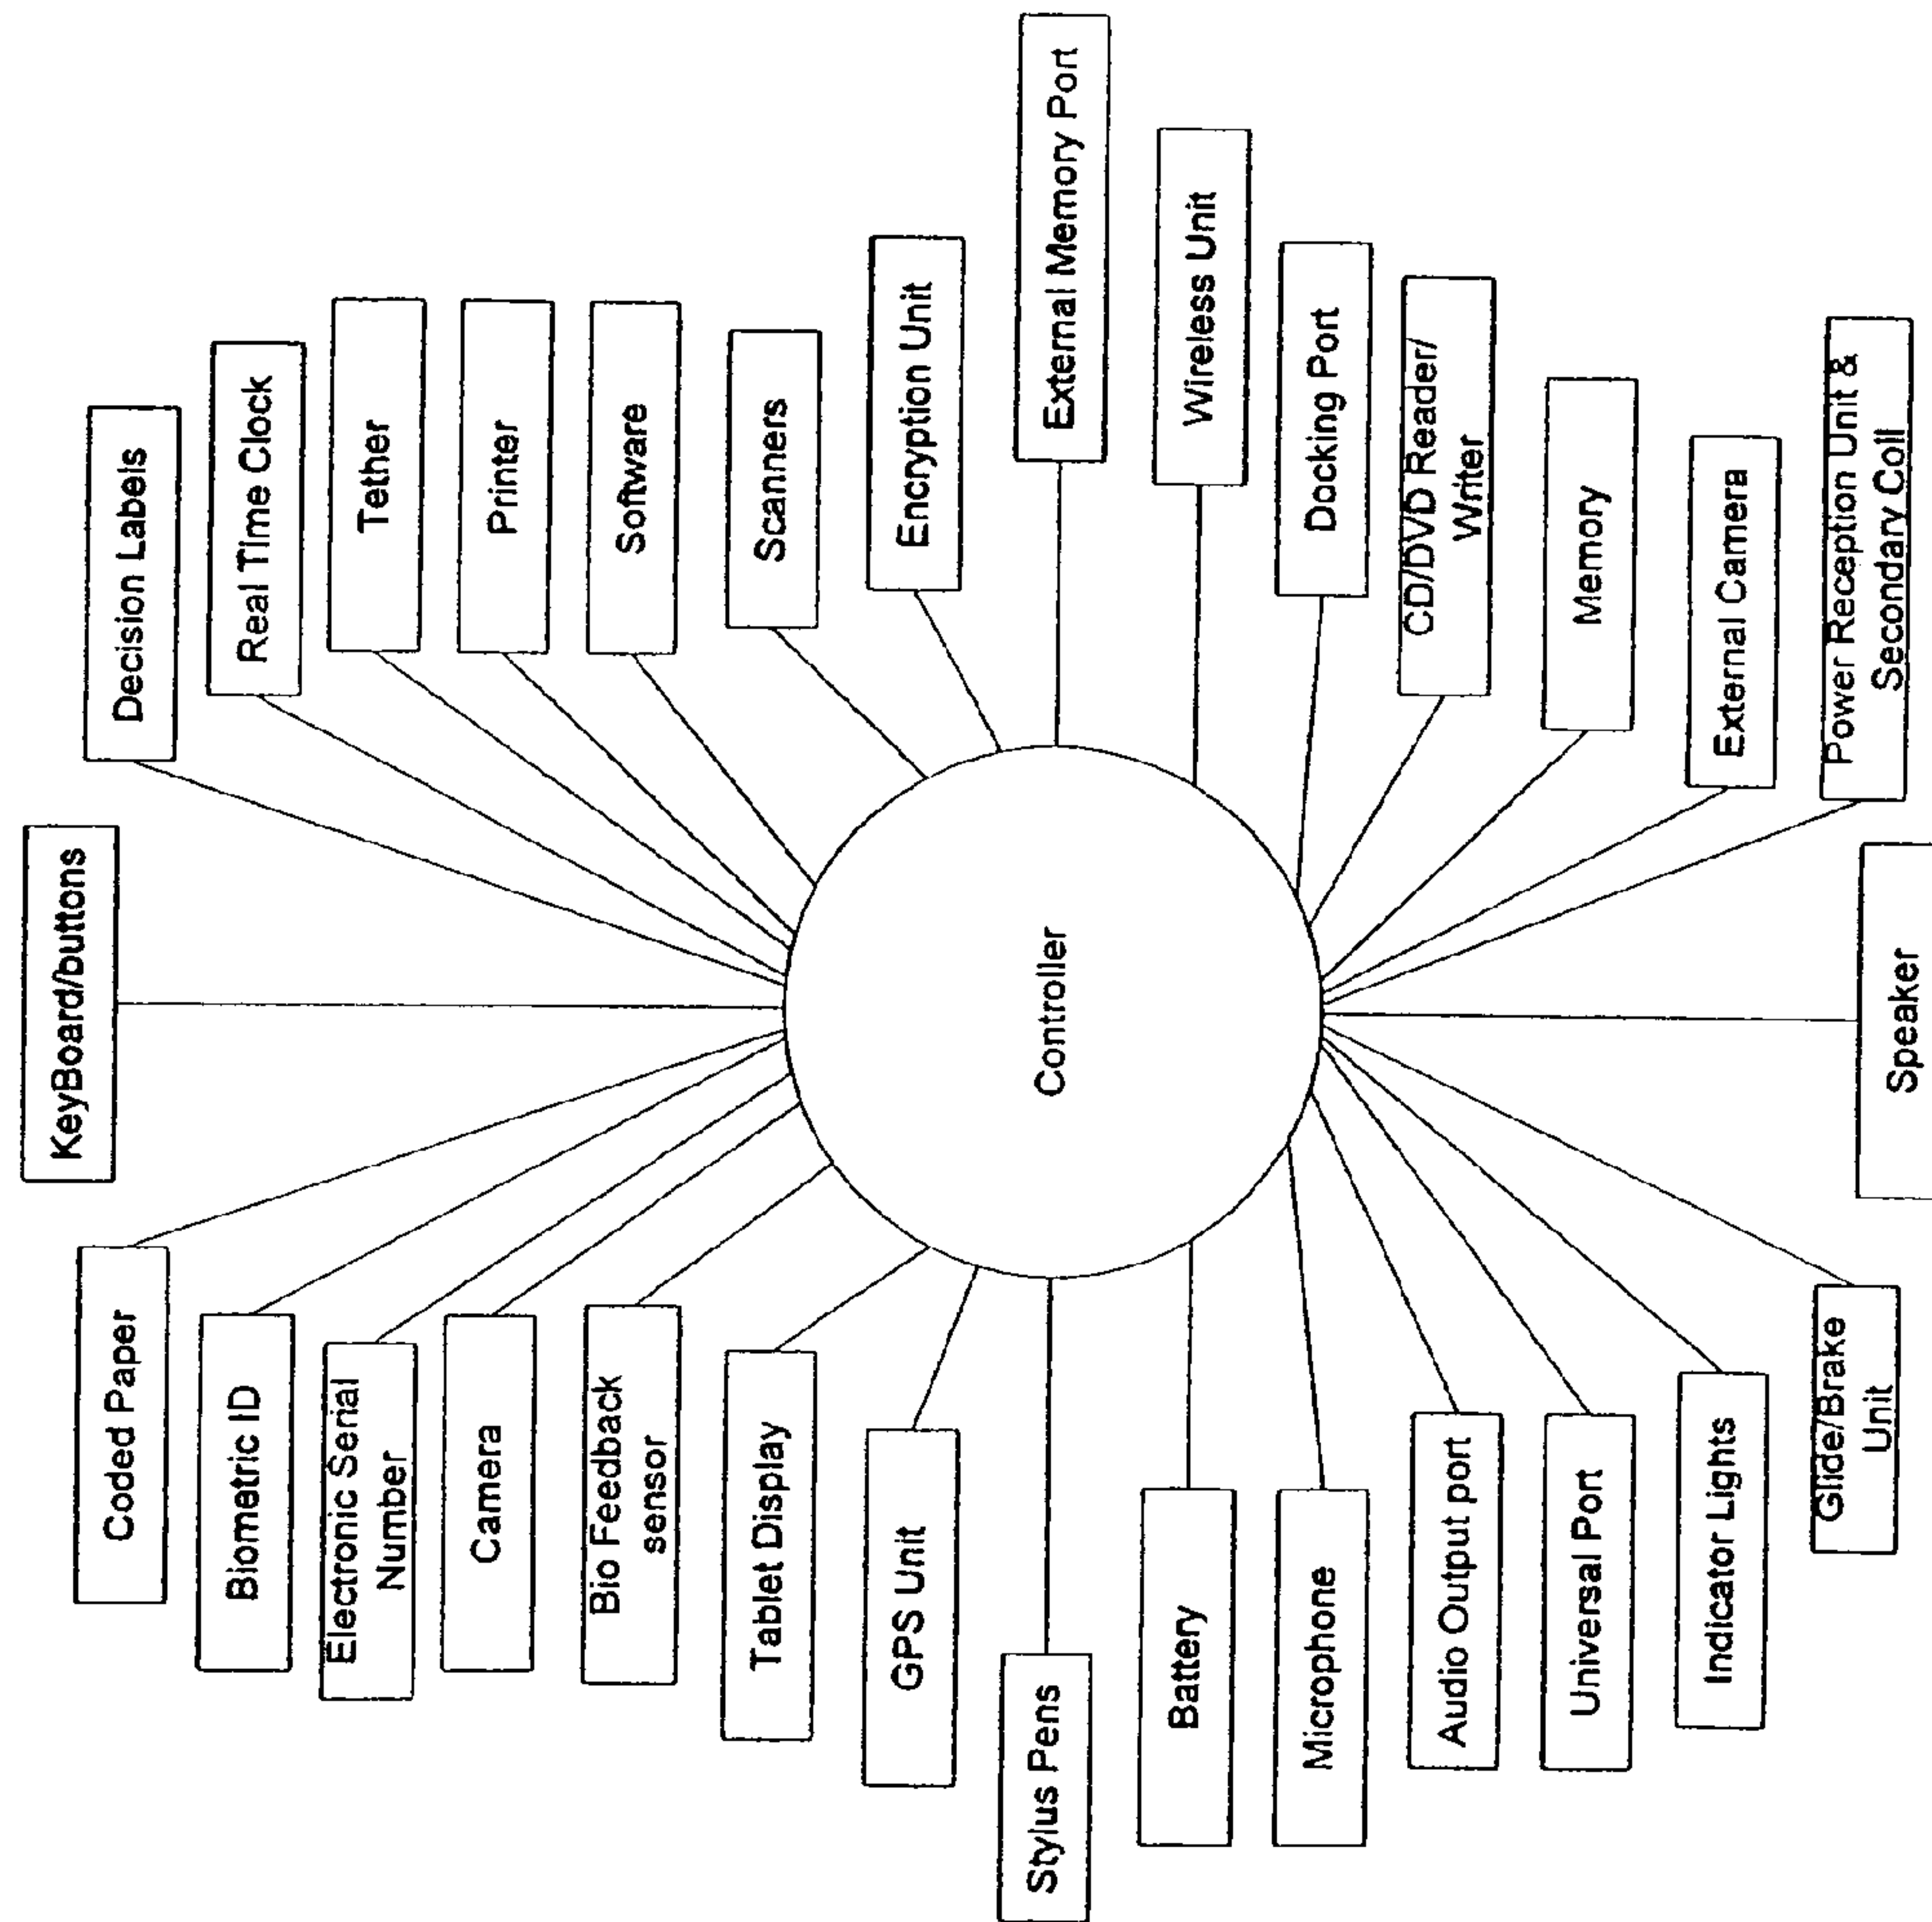 KeyBoard/buttons
Decision Labels
Real Time Clock
Tether
Printer
Software
Scanners
Encryption Unit
External Memory Port
Wireless Unit
Docking Port
CD/DVD Reader/
Writer
Memory
External Camera
Power Reception Unit &
Secondary Coll
Speaker
Glide/Brake
Unit
Indicator Lights
Universal Port
Audio Output port
Microphone
Battery
Stylus Pens
GPS Unit
Tablet Display
Bio Feedback
sensor
Camera
Electronic Serial
Number
Biometric ID
Coded Paper
Controller